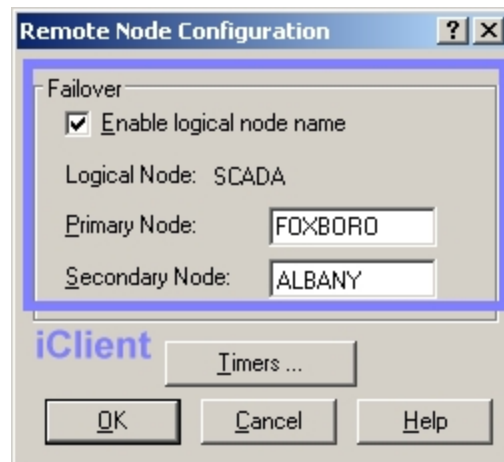 Remote Node Configuration
Failover
Enable logical node name
Logical Node: SCADA
Primary Node: FOXBORO
Secondary Node: ALBANY
iClient
Timers ...
OK Cancel Help